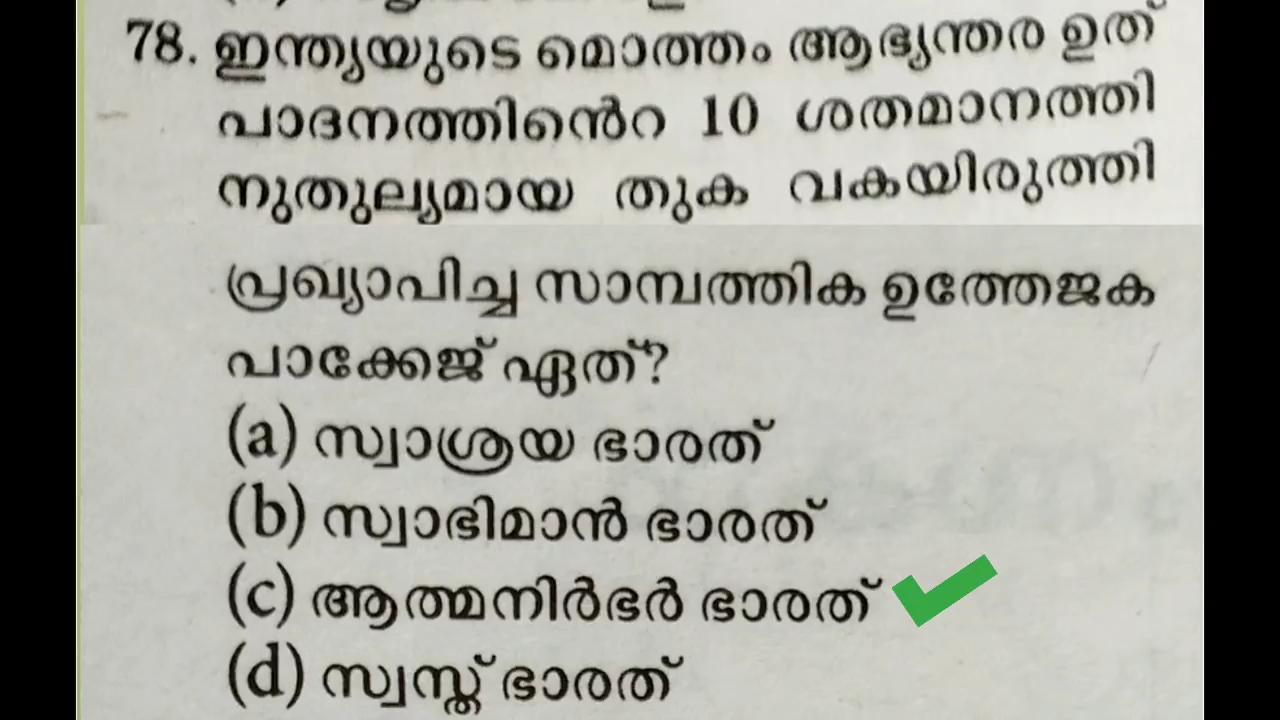 78. ഇന്ത്യയുടെ മൊത്തം ആഭ്യന്തര ഉത്
പാദനത്തിൻെറ 10 ശതമാനത്തി
നുതുല്യമായ തുക വകയിരുത്തി
പ്രഖ്യാപിച്ച സാമ്പത്തിക ഉത്തേജക
പാക്കേജ് ഏത്?
(a) സ്വാശ്രയ ഭാരത്
(b) സ്വാഭിമാൻ ഭാരത്
(c) ആത്മനിർഭർ ഭാരത്
(d) സ്വസ്ത് ഭാരത്